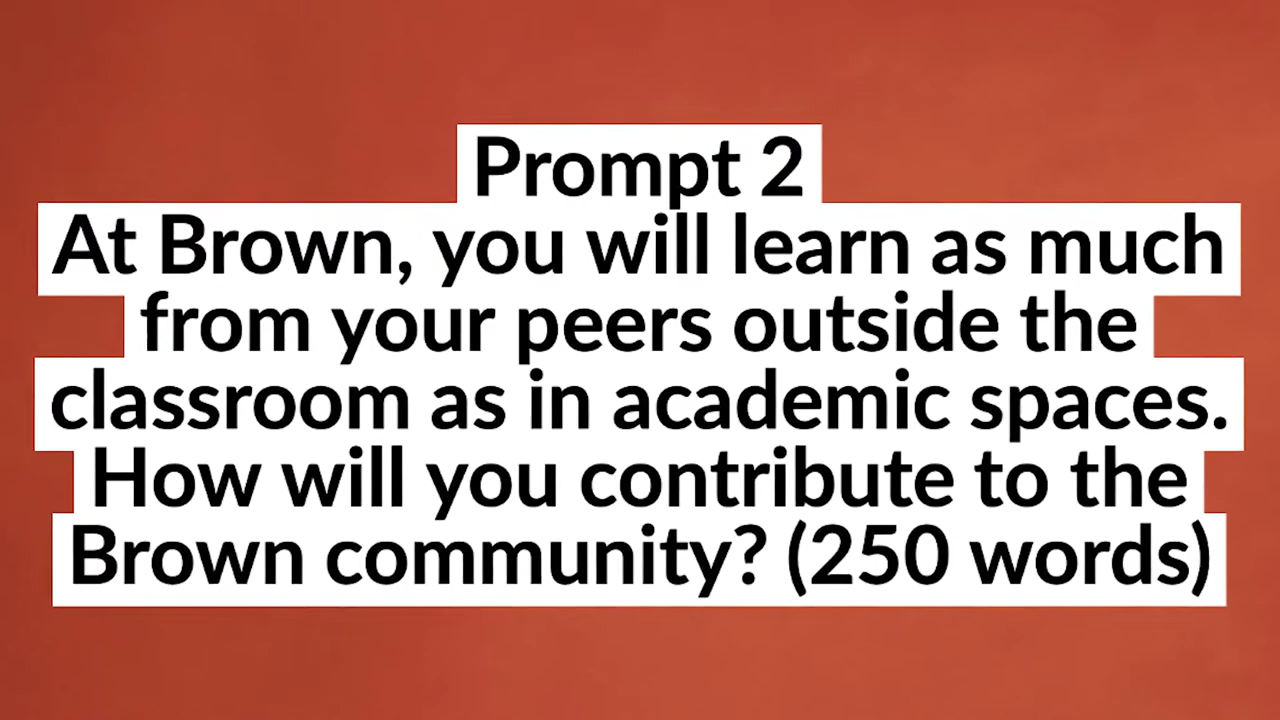 Prompt 2
At Brown, you will learn as much
from your peers outside the
classroom as in academic spaces.
How will you contribute to the
Brown community? (250 words)